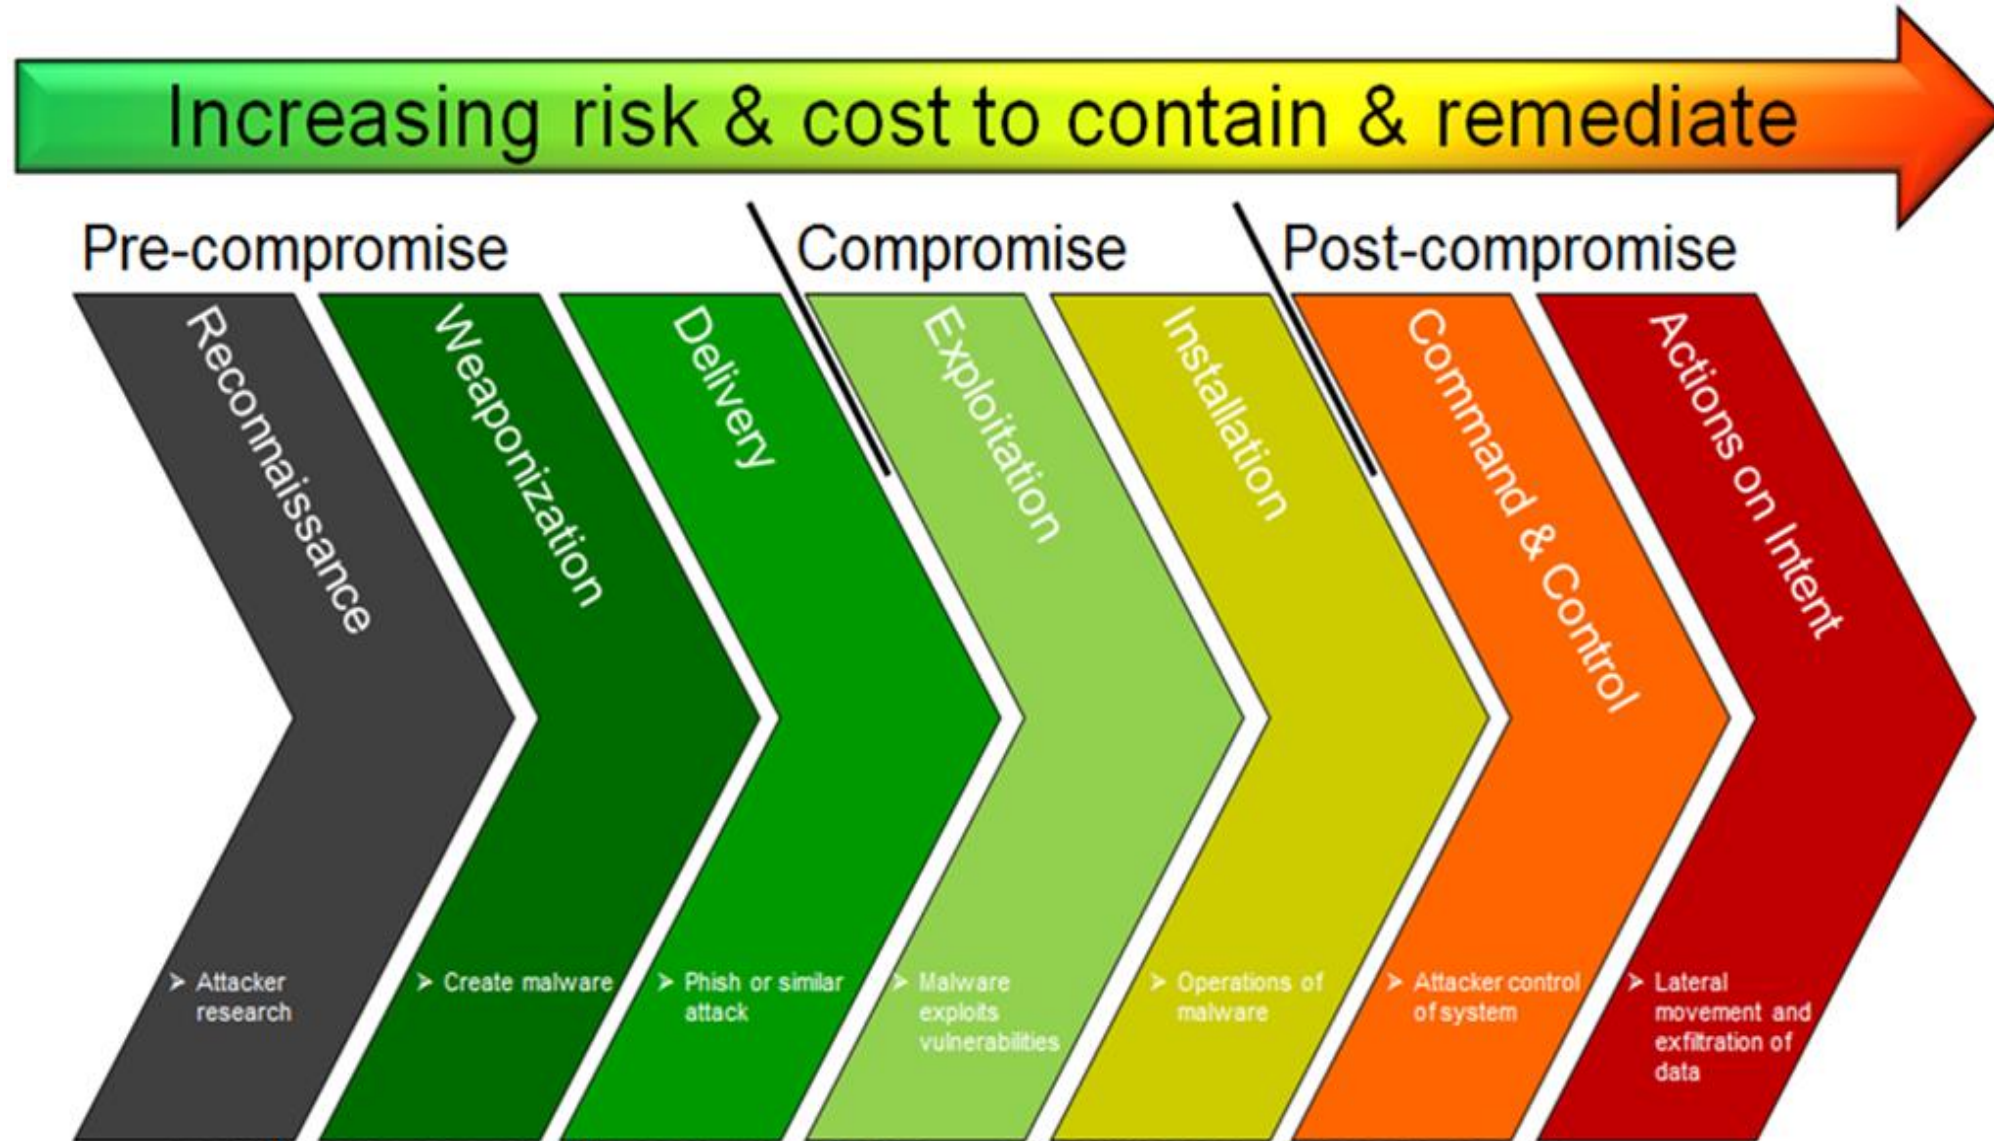 Increasing risk & cost to contain & remediate
Pre-compromise
Compromise
Post-compromise
Reconnaissance
Weaponization
Delivery
Exploitation
Installation
Command & Control
Actions on Intent
➢ Attacker
research
➢ Create malware
➢ Phish or similar
attack
➢ Malware
exploits
vulnerabilities
➢ Operations of
malware
➢ Attacker control
of system
➢ Lateral
movement and
exfiltration of
data